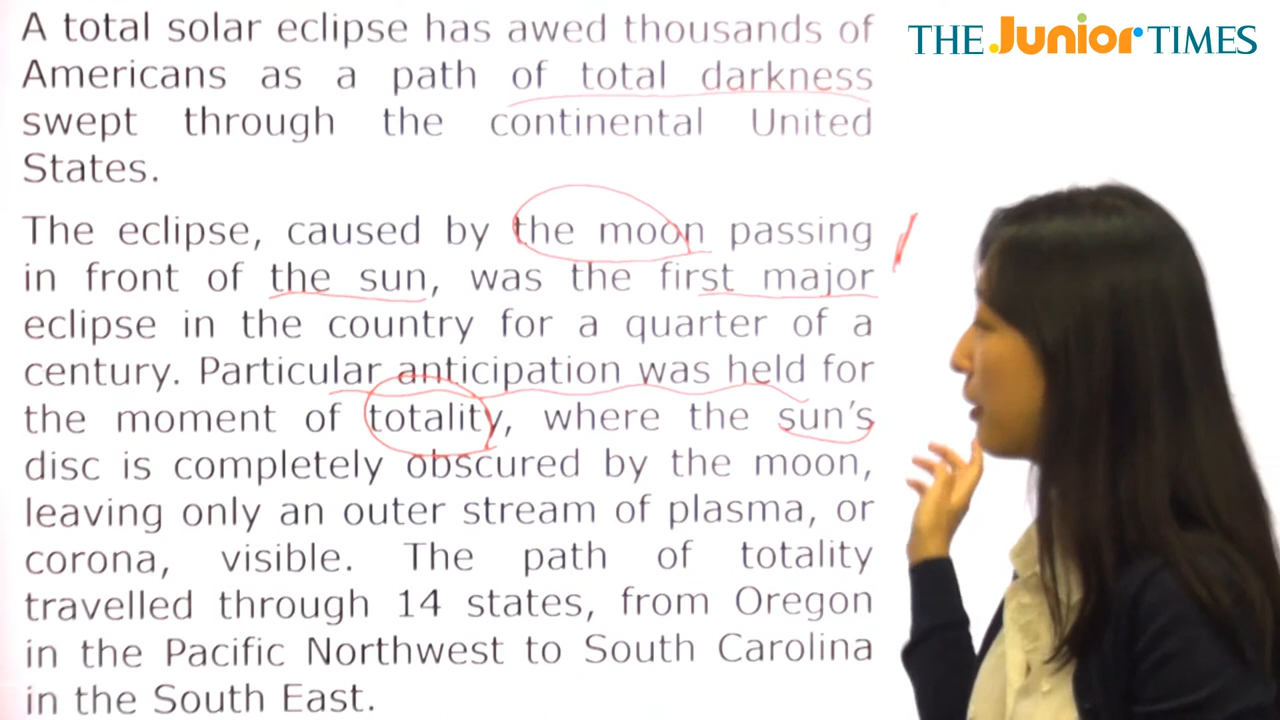 A total solar eclipse has awed thousands of
Americans as a path of total darkness
swept through the continental United
States.
The eclipse, caused by the moon passing
in front of the sun, was the first major
eclipse in the country for a quarter of a
century. Particular anticipation was held for
the moment of totality, where the sun's
disc is completely obscured by the moon,
leaving only an outer stream of plasma, or
corona, visible. The path of totality
travelled through 14 states, from Oregon
in the Pacific Northwest to South Carolina
in the South East.
THE Junior TIMES